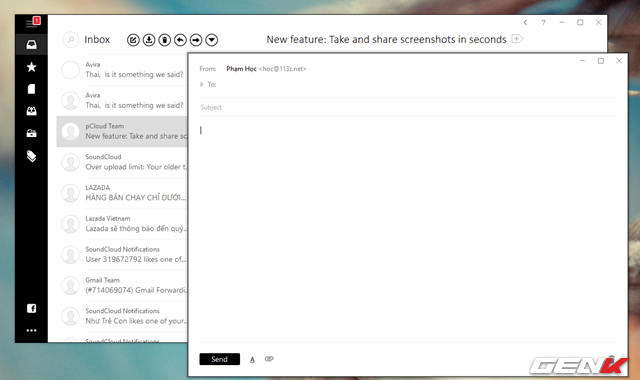 Inbox
New feature: Take and share screenshots in seconds
?
Avira
Thai, is it something we said?
Avira
Thai, is it something we said?
pCloud Team
New feature: Take and share sc
SoundCloud
Over upload limit: Your older t...
LAZADA
HÀNG BÁN CHẠY CHỈ DƯỚI...
Lazada Vietnam
Lazada sẽ thông báo đến quý...
SoundCloud Notifications
User 319672792 likes one of...
Gmail Team
(#714069074) Gmail Forwardi...
SoundCloud Notifications
Như Trẻ Con likes one of your...
SoundCloud Notifications
From: Phạm Học <hoc@113z.net>
To:
Subject
Send
A
GENK